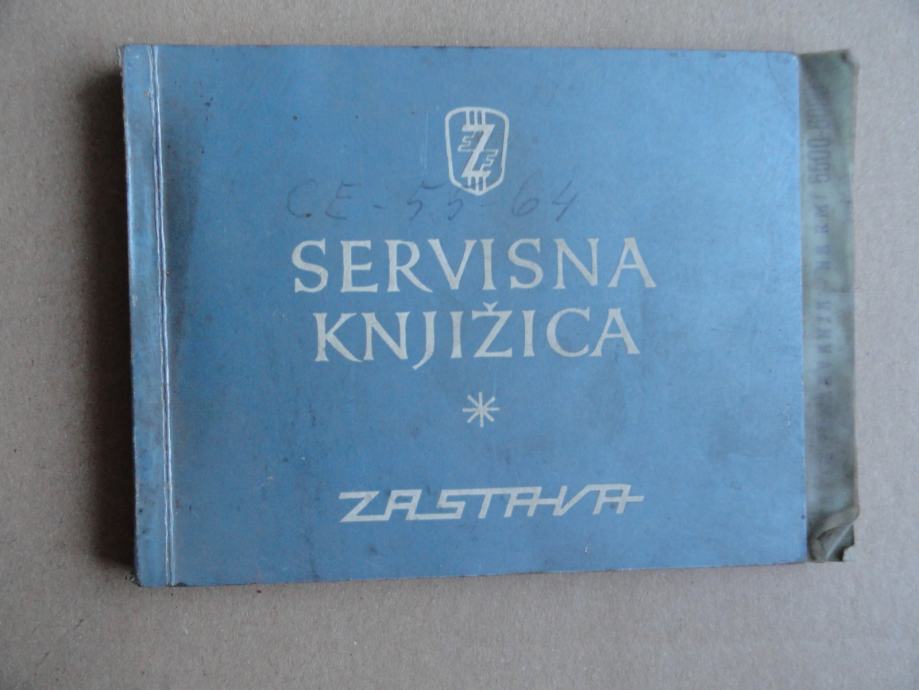 Z
CE - 55 - 64
SERVISNA
KNJIŽICA
ZASTAVA